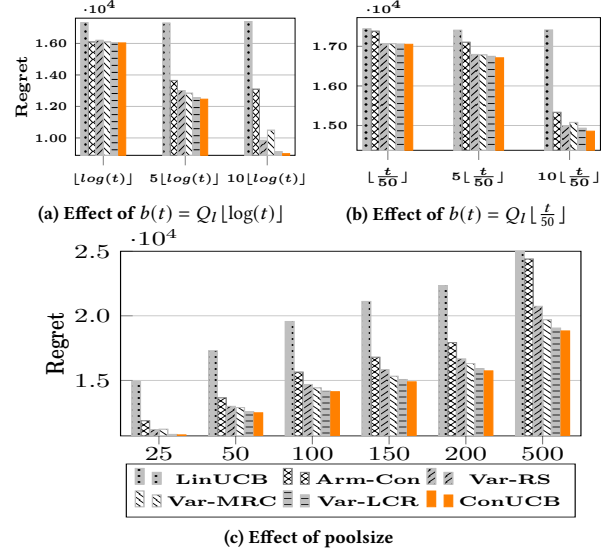 ·10⁴
·10⁴
Regret
1.60
1.20
1.00
1.70
1.60
1.50
⌊log(t)⌋ 5⌊log(t)⌋ 10⌊log(t)⌋
⌊t/50⌋ 5⌊t/50⌋ 10⌊t/50⌋
(a) Effect of b(t) = Q_l⌊log(t)⌋
(b) Effect of b(t) = Q_l⌊t/50⌋
·10⁴
Regret
2.5
2.0
1.5
25 50 100 150 200 500
LinUCB Arm-Con Var-RS
Var-MRC Var-LCR ConUCB
(c) Effect of poolsize